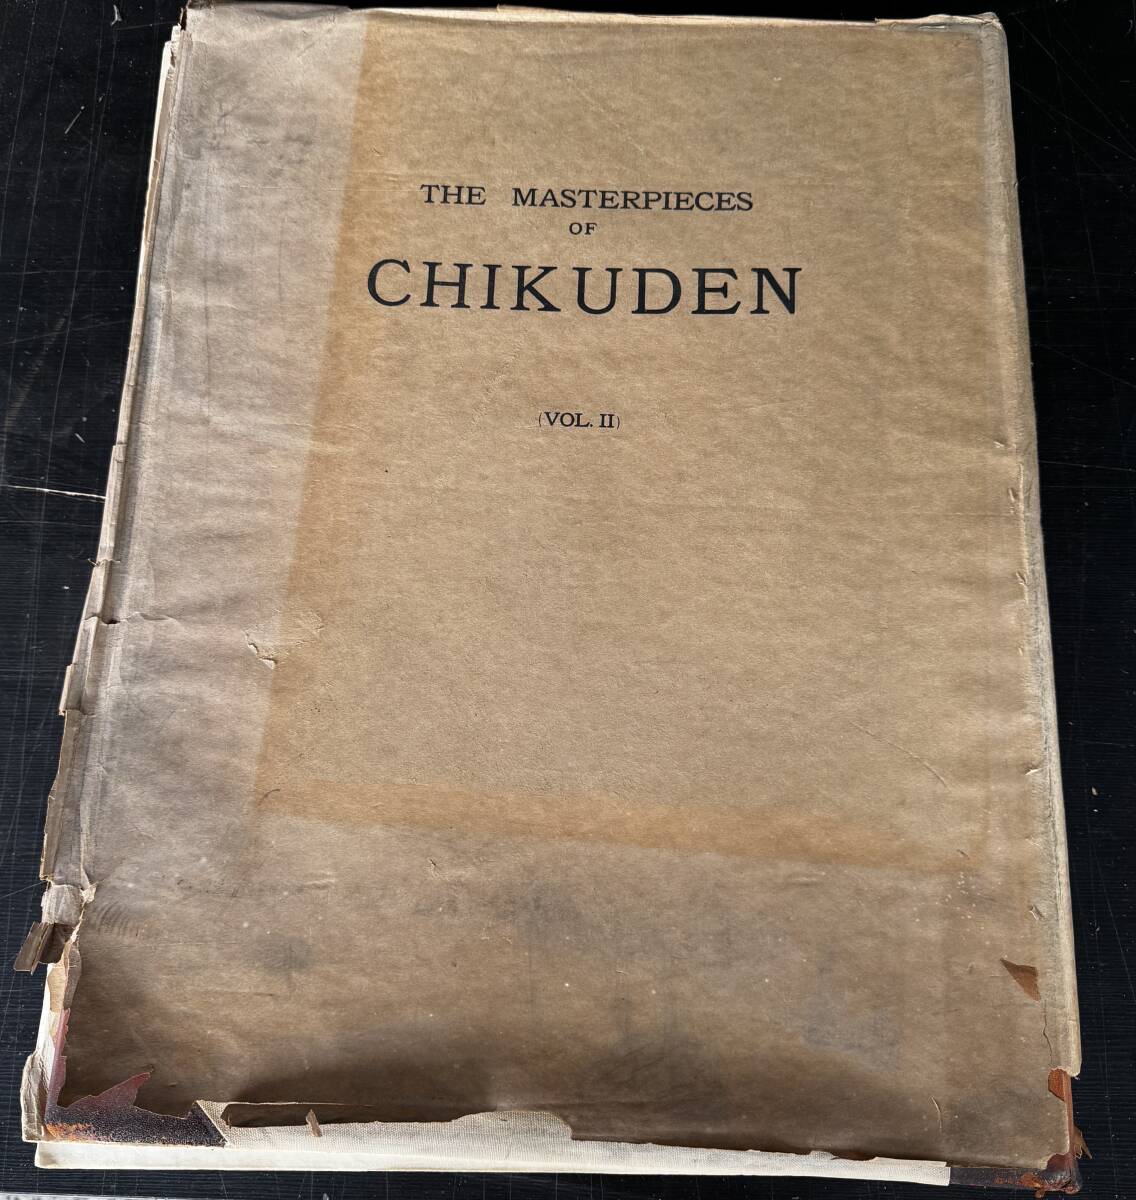 THE MASTERPIECES
OF
CHIKUDEN
(VOL. II)